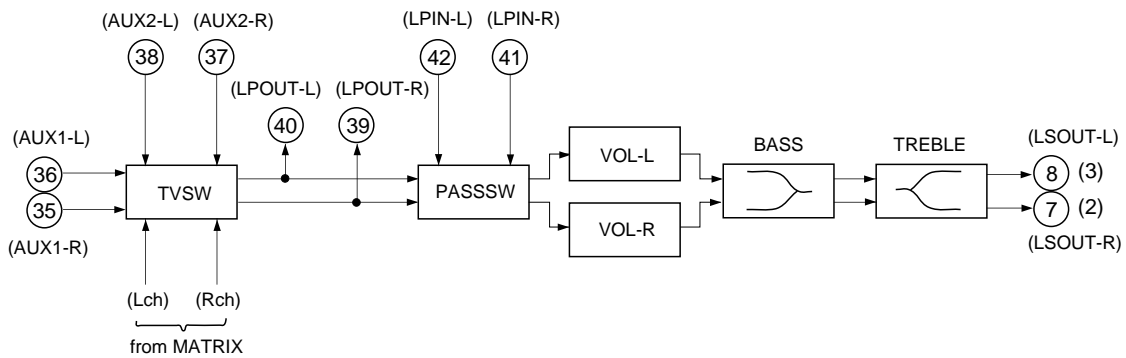 (AUX2-L) (AUX2-R) (LPIN-L) (LPIN-R)
38 37 42 41
(LPOUT-L) (LPOUT-R)
40 39
(AUX1-L) BASS TREBLE (LSOUT-L)
36 TVSW PASSSW VOL-L 8 (3)
35 VOL-R 7 (2)
(AUX1-R) (LSOUT-R)
(Lch) (Rch)
from MATRIX